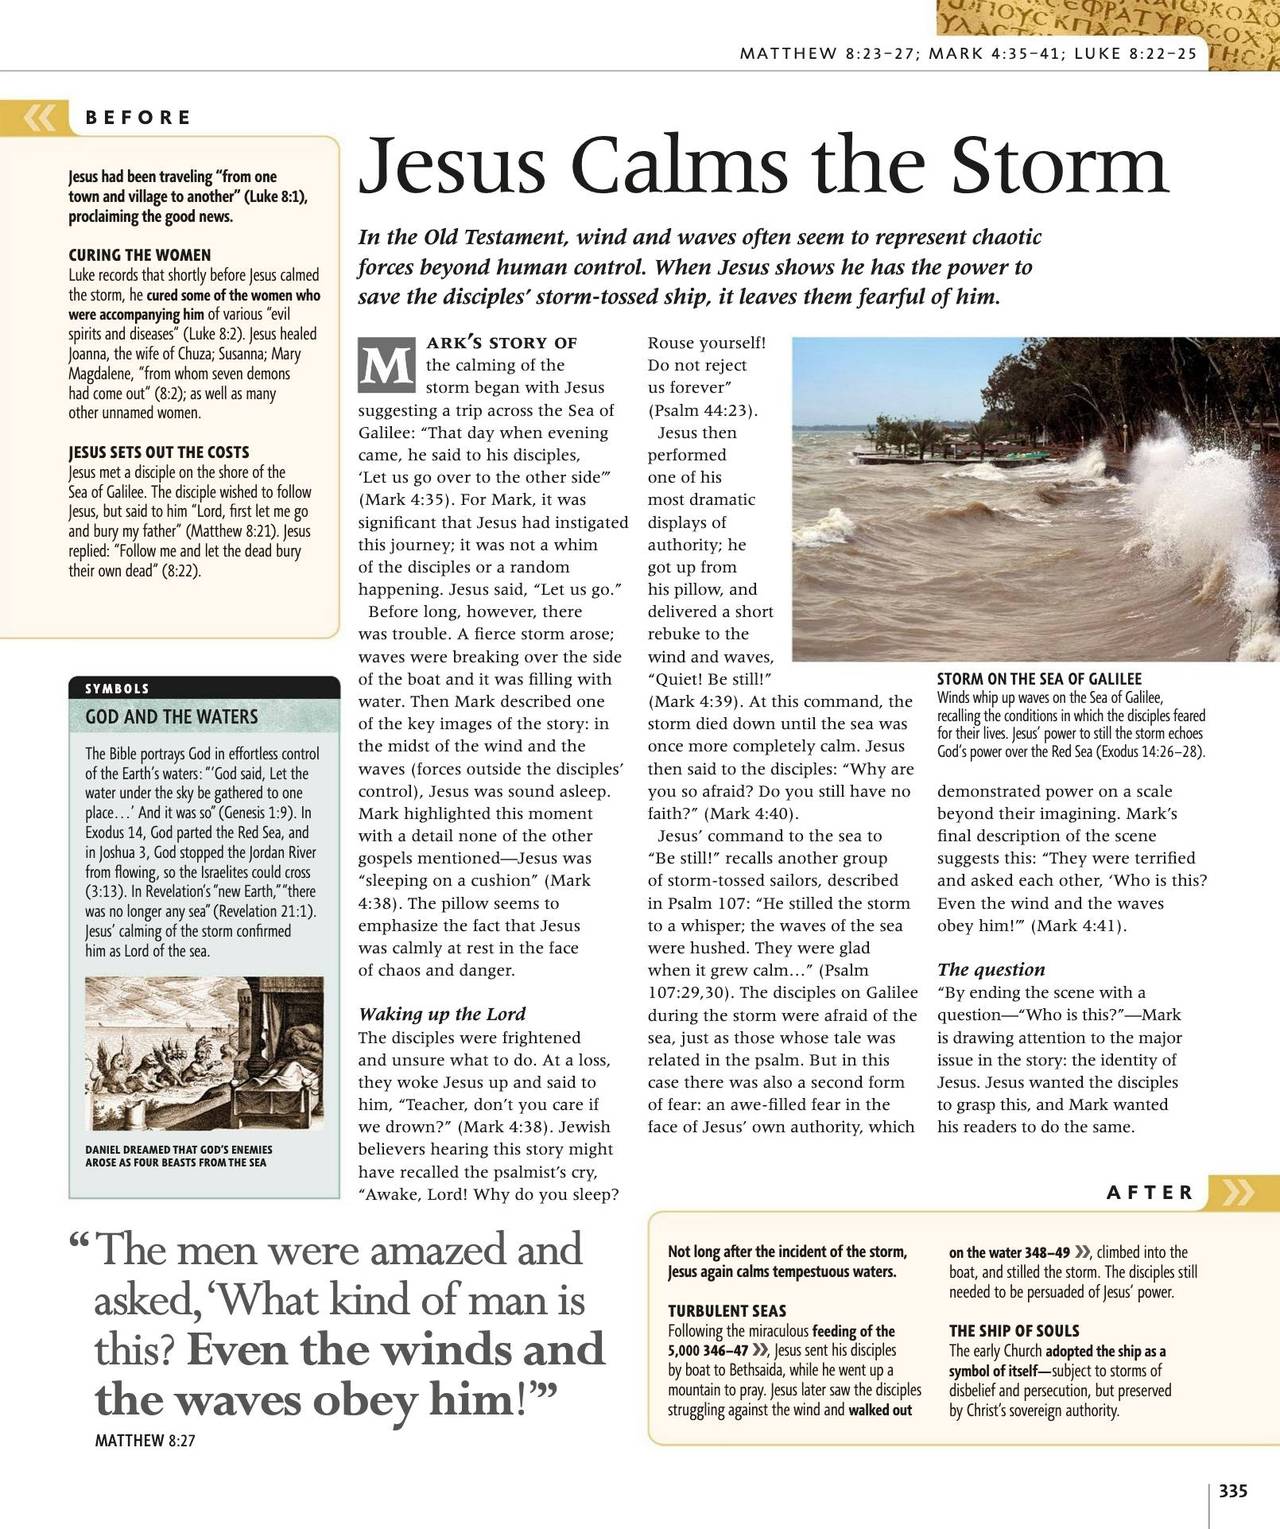 MATTHEW 8:23–27; MARK 4:35–41; LUKE 8:22–25
BEFORE
Jesus had been traveling “from one
town and village to another” (Luke 8:1),
proclaiming the good news.
CURING THE WOMEN
Luke records that shortly before Jesus calmed
the storm, he cured some of the women who
were accompanying him of various “evil
spirits and diseases” (Luke 8:2). Jesus healed
Joanna, the wife of Chuza; Susanna; Mary
Magdalene, “from whom seven demons
had come out” (8:2); as well as many
other unnamed women.
JESUS SETS OUT THE COSTS
Jesus met a disciple on the shore of the
Sea of Galilee. The disciple wished to follow
Jesus, but said to him “Lord, first let me go
and bury my father” (Matthew 8:21). Jesus
replied: “Follow me and let the dead bury
their own dead” (8:22).
SYMBOLS
GOD AND THE WATERS
The Bible portrays God in effortless control
of the Earth’s waters: “‘God said, Let the
water under the sky be gathered to one
place…’ And it was so” (Genesis 1:9). In
Exodus 14, God parted the Red Sea, and
in Joshua 3, God stopped the Jordan River
from flowing, so the Israelites could cross
(3:13). In Revelation’s “new Earth,” “there
was no longer any sea” (Revelation 21:1).
Jesus’ calming of the storm confirmed
him as Lord of the sea.
DANIEL DREAMED THAT GOD’S ENEMIES
AROSE AS FOUR BEASTS FROM THE SEA
Jesus Calms the Storm
In the Old Testament, wind and waves often seem to represent chaotic
forces beyond human control. When Jesus shows he has the power to
save the disciples’ storm-tossed ship, it leaves them fearful of him.
MARK’S STORY OF
the calming of the
storm began with Jesus
suggesting a trip across the Sea of
Galilee: “That day when evening
came, he said to his disciples,
‘Let us go over to the other side’”
(Mark 4:35). For Mark, it was
significant that Jesus had instigated
this journey; it was not a whim
of the disciples or a random
happening. Jesus said, “Let us go.”
Before long, however, there
was trouble. A fierce storm arose;
waves were breaking over the side
of the boat and it was filling with
water. Then Mark described one
of the key images of the story: in
the midst of the wind and the
waves (forces outside the disciples’
control), Jesus was sound asleep.
Mark highlighted this moment
with a detail none of the other
gospels mentioned—Jesus was
“sleeping on a cushion” (Mark
4:38). The pillow seems to
emphasize the fact that Jesus
was calmly at rest in the face
of chaos and danger.
Waking up the Lord
The disciples were frightened
and unsure what to do. At a loss,
they woke Jesus up and said to
him, “Teacher, don’t you care if
we drown?” (Mark 4:38). Jewish
believers hearing this story might
have recalled the psalmist’s cry,
“Awake, Lord! Why do you sleep?
Rouse yourself!
Do not reject
us forever”
(Psalm 44:23).
Jesus then
performed
one of his
most dramatic
displays of
authority; he
got up from
his pillow, and
delivered a short
rebuke to the
wind and waves,
“Quiet! Be still!”
(Mark 4:39). At this command, the
storm died down until the sea was
once more completely calm. Jesus
then said to the disciples: “Why are
you so afraid? Do you still have no
faith?” (Mark 4:40).
Jesus’ command to the sea to
“Be still!” recalls another group
of storm-tossed sailors, described
in Psalm 107: “He stilled the storm
to a whisper; the waves of the sea
were hushed. They were glad
when it grew calm…” (Psalm
107:29,30). The disciples on Galilee
during the storm were afraid of the
sea, just as those whose tale was
related in the psalm. But in this
case there was also a second form
of fear: an awe-filled fear in the
face of Jesus’ own authority, which
STORM ON THE SEA OF GALILEE
Winds whip up waves on the Sea of Galilee,
recalling the conditions in which the disciples feared
for their lives. Jesus’ power to still the storm echoes
God’s power over the Red Sea (Exodus 14:26–28).
demonstrated power on a scale
beyond their imagining. Mark’s
final description of the scene
suggests this: “They were terrified
and asked each other, ‘Who is this?
Even the wind and the waves
obey him!’” (Mark 4:41).
The question
“By ending the scene with a
question—“Who is this?”—Mark
is drawing attention to the major
issue in the story: the identity of
Jesus. Jesus wanted the disciples
to grasp this, and Mark wanted
his readers to do the same.
“The men were amazed and
asked, ‘What kind of man is
this? Even the winds and
the waves obey him!’”
MATTHEW 8:27
AFTER
Not long after the incident of the storm,
Jesus again calms tempestuous waters.
TURBULENT SEAS
Following the miraculous feeding of the
5,000 346–47 », Jesus sent his disciples
by boat to Bethsaida, while he went up a
mountain to pray. Jesus later saw the disciples
struggling against the wind and walked out
on the water 348–49 », climbed into the
boat, and stilled the storm. The disciples still
needed to be persuaded of Jesus’ power.
THE SHIP OF SOULS
The early Church adopted the ship as a
symbol of itself—subject to storms of
disbelief and persecution, but preserved
by Christ’s sovereign authority.
335